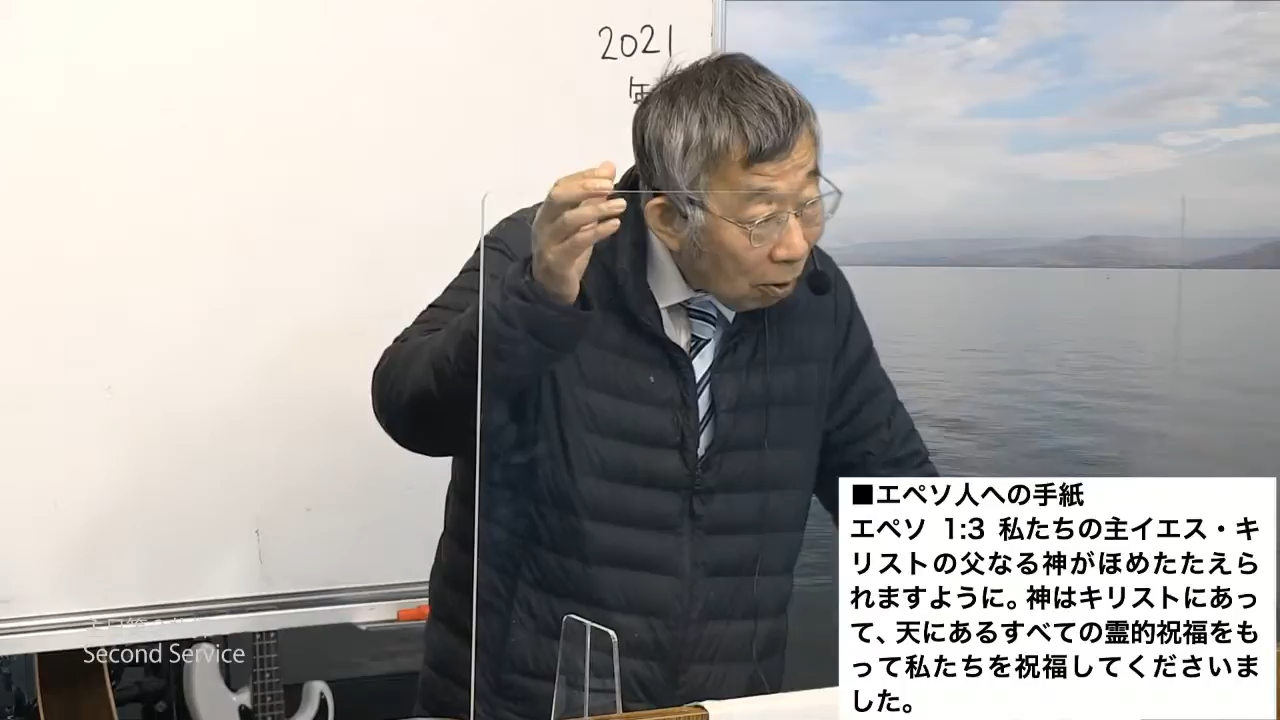 2021
年
■エペソ人への手紙
エペソ 1:3 私たちの主イエス・キ
リストの父なる神がほめたたえら
れますように。神はキリストにあっ
て、天にあるすべての霊的祝福をも
って私たちを祝福してくださいま
した。
Second Service